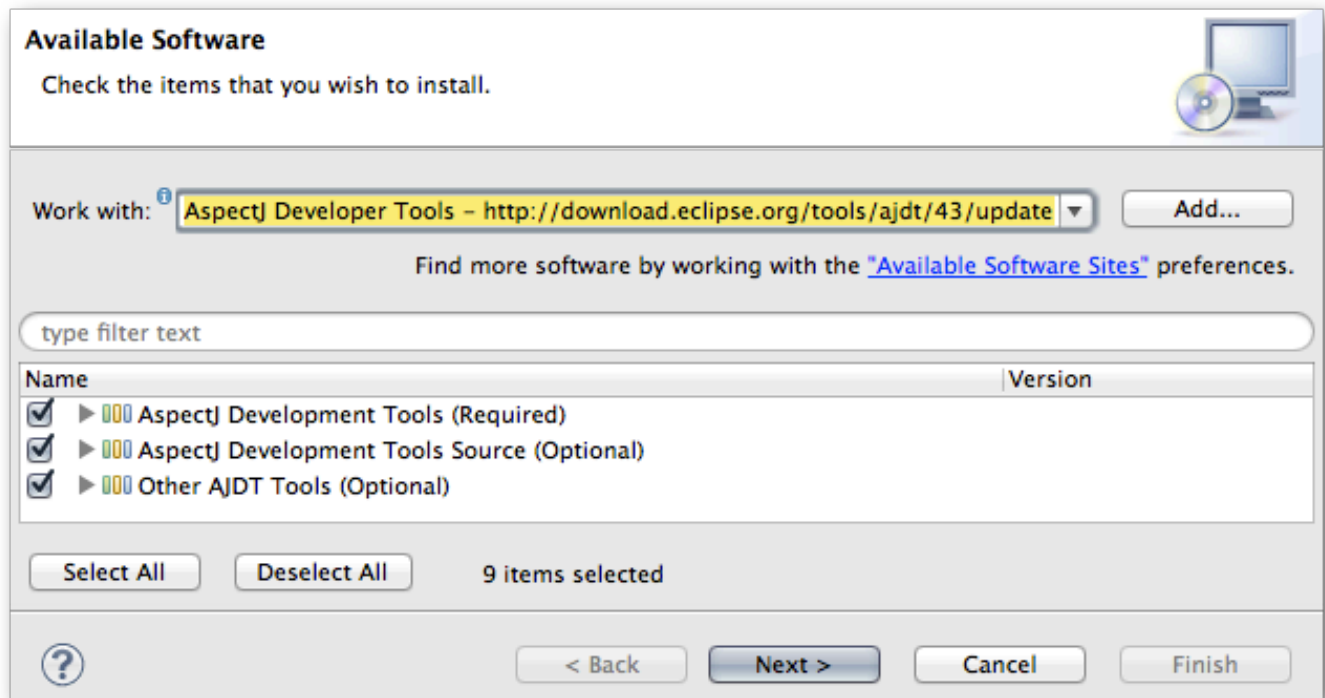 Available Software
Check the items that you wish to install.
Work with: AspectJ Developer Tools – http://download.eclipse.org/tools/ajdt/43/update Add...
Find more software by working with the "Available Software Sites" preferences.
type filter text
Name Version
AspectJ Development Tools (Required)
AspectJ Development Tools Source (Optional)
Other AJDT Tools (Optional)
Select All Deselect All 9 items selected
? < Back Next > Cancel Finish